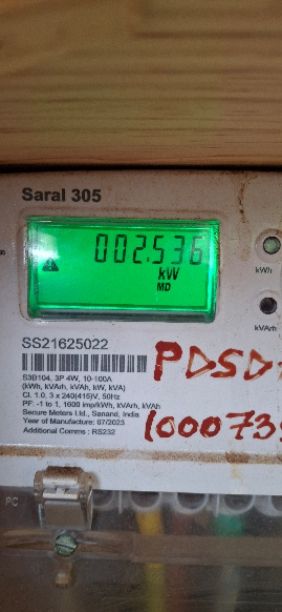 Saral 305
002.536
kW
MD
kWh
kVArh
SS21625022
S3B104, 3P 4W, 10-100A
(kWh, kVArh, kVAh, kW, kVA)
Cl. 1.0, 3 x 240(415)V, 50Hz
PF. -1 to 1, 1600 Imp/kWh, kVArh, kVAh
Secure Meters Ltd., Sanand, India
Year of Manufacture: 07/2023
Additional Comms : RS232
PDSD
100073
PC